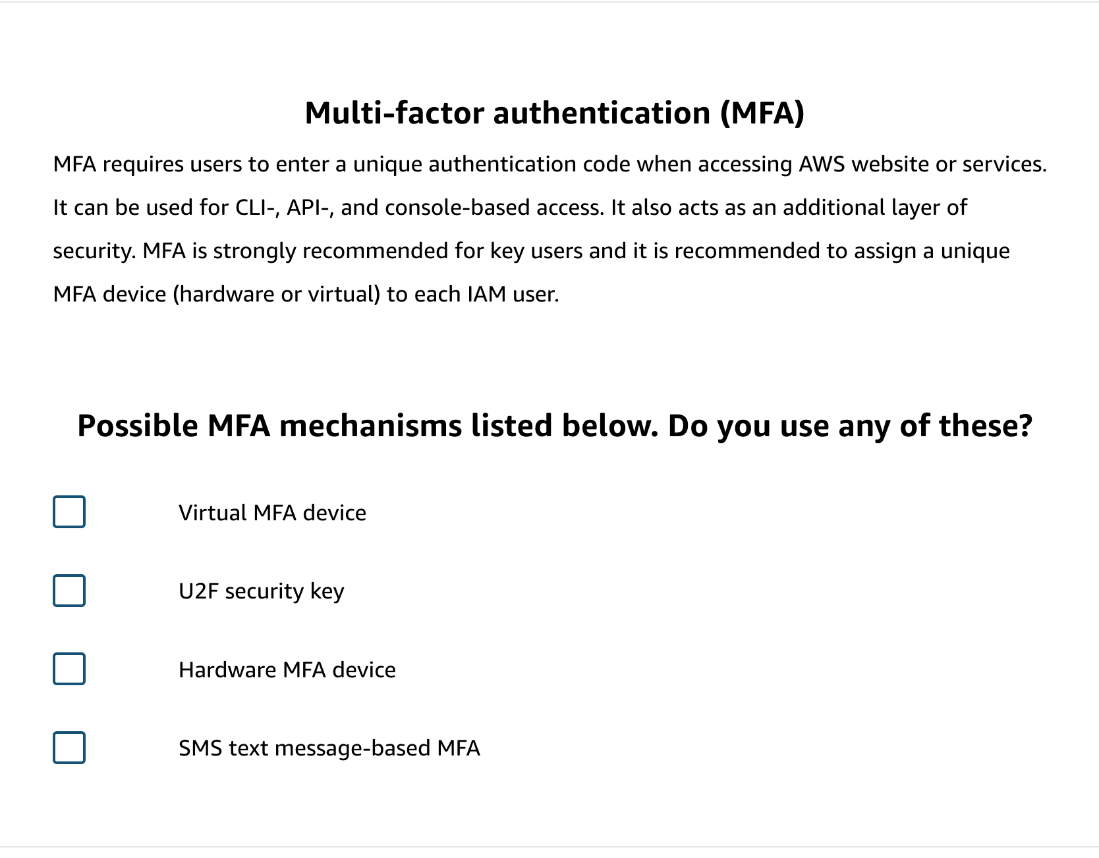 Multi-factor authentication (MFA)
MFA requires users to enter a unique authentication code when accessing AWS website or services.
It can be used for CLI-, API-, and console-based access. It also acts as an additional layer of
security. MFA is strongly recommended for key users and it is recommended to assign a unique
MFA device (hardware or virtual) to each IAM user.
Possible MFA mechanisms listed below. Do you use any of these?
Virtual MFA device
U2F security key
Hardware MFA device
SMS text message-based MFA